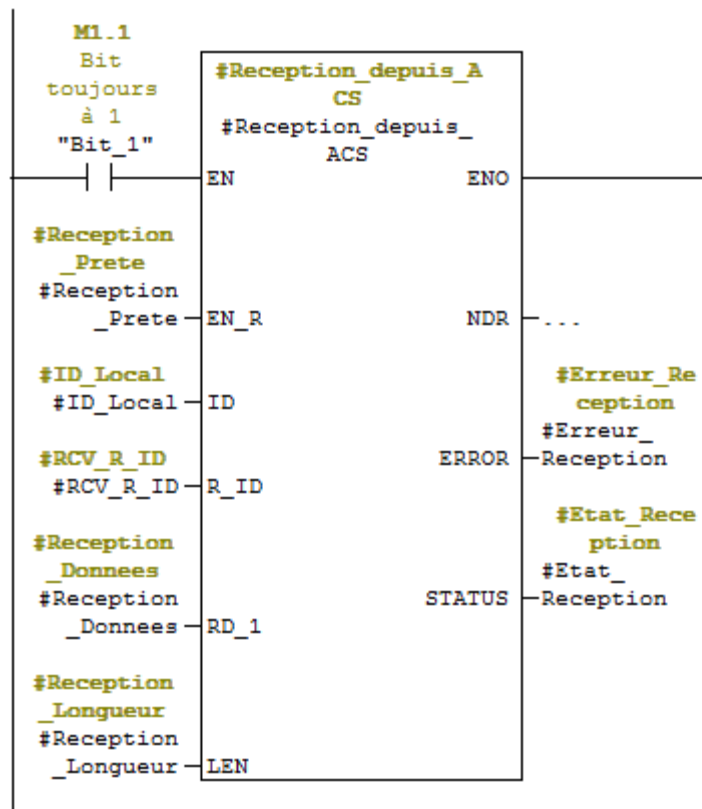 M1.1
Bit
toujours
à 1
"Bit_1"
#Reception_depuis_A
CS
#Reception_depuis_
ACS
EN
ENO
#Reception
_Prete
#Reception
_Prete
EN_R
NDR
...
#ID_Local
#ID_Local
ID
#Erreur_Re
ception
#Erreur_
Reception
ERROR
#RCV_R_ID
#RCV_R_ID
R_ID
#Etat_Rece
ption
#Etat_
Reception
STATUS
#Reception
_Donnees
#Reception
_Donnees
RD_1
#Reception
_Longueur
#Reception
_Longueur
LEN